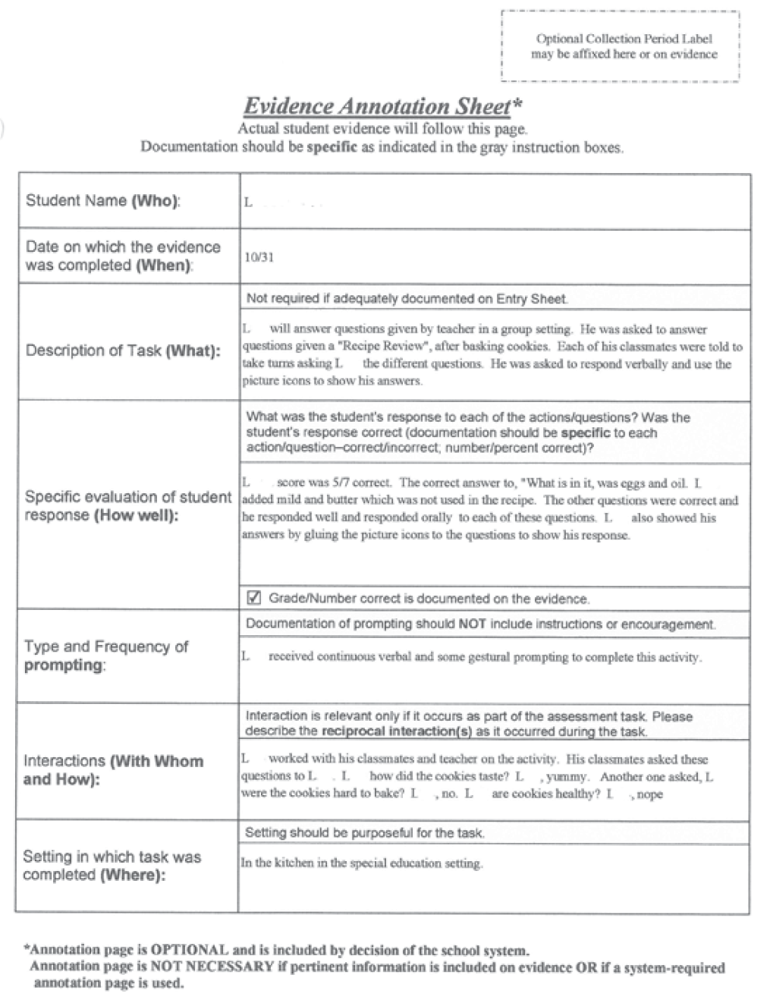 Optional Collection Period Label
may be affixed here or on evidence
Evidence Annotation Sheet*
Actual student evidence will follow this page.
Documentation should be specific as indicated in the gray instruction boxes.
Student Name (Who):
L
Date on which the evidence
was completed (When):
10/31
Description of Task (What):
Not required if adequately documented on Entry Sheet.
L will answer questions given by teacher in a group setting. He was asked to answer
questions given a "Recipe Review", after basking cookies. Each of his classmates were told to
take turns asking L the different questions. He was asked to respond verbally and use the
picture icons to show his answers.
Specific evaluation of student
response (How well):
What was the student's response to each of the actions/questions? Was the
student's response correct (documentation should be specific to each
action/question–correct/incorrect; number/percent correct)?
L score was 5/7 correct. The correct answer to, "What is in it, was eggs and oil. L
added mild and butter which was not used in the recipe. The other questions were correct and
he responded well and responded orally to each of these questions. L also showed his
answers by gluing the picture icons to the questions to show his response.
Grade/Number correct is documented on the evidence.
Type and Frequency of
prompting:
Documentation of prompting should NOT include instructions or encouragement.
L received continuous verbal and some gestural prompting to complete this activity.
Interactions (With Whom
and How):
Interaction is relevant only if it occurs as part of the assessment task. Please
describe the reciprocal interaction(s) as it occurred during the task.
L worked with his classmates and teacher on the activity. His classmates asked these
questions to L . L how did the cookies taste? L , yummy. Another one asked, L
were the cookies hard to bake? L , no. L are cookies healthy? L , nope
Setting in which task was
completed (Where):
Setting should be purposeful for the task.
In the kitchen in the special education setting.
*Annotation page is OPTIONAL and is included by decision of the school system.
Annotation page is NOT NECESSARY if pertinent information is included on evidence OR if a system-required
annotation page is used.